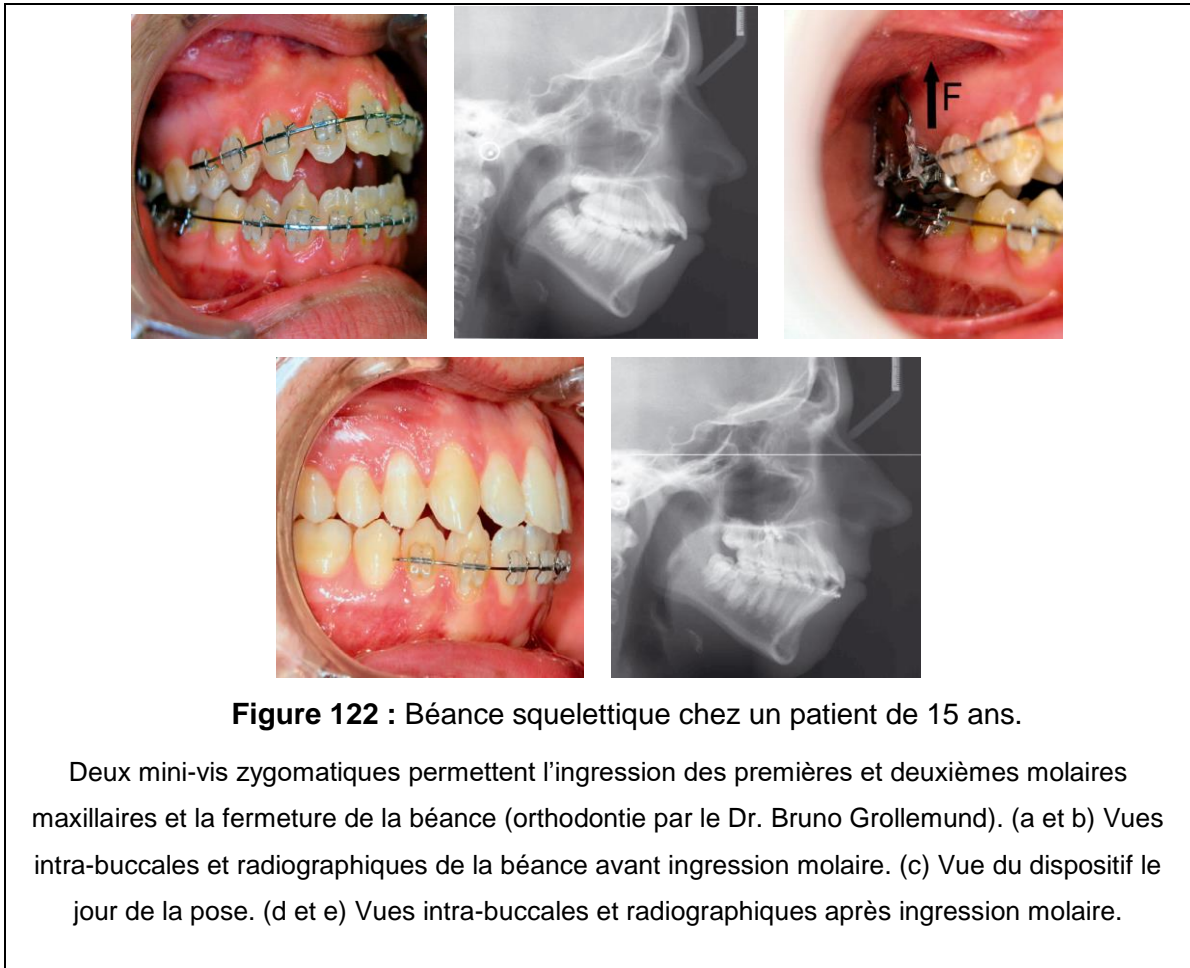 F
Figure 122 : Béance squelettique chez un patient de 15 ans.
Deux mini-vis zygomatiques permettent l’ingression des premières et deuxièmes molaires
maxillaires et la fermeture de la béance (orthodontie par le Dr. Bruno Grollemund). (a et b) Vues
intra-buccales et radiographiques de la béance avant ingression molaire. (c) Vue du dispositif le
jour de la pose. (d et e) Vues intra-buccales et radiographiques après ingression molaire.